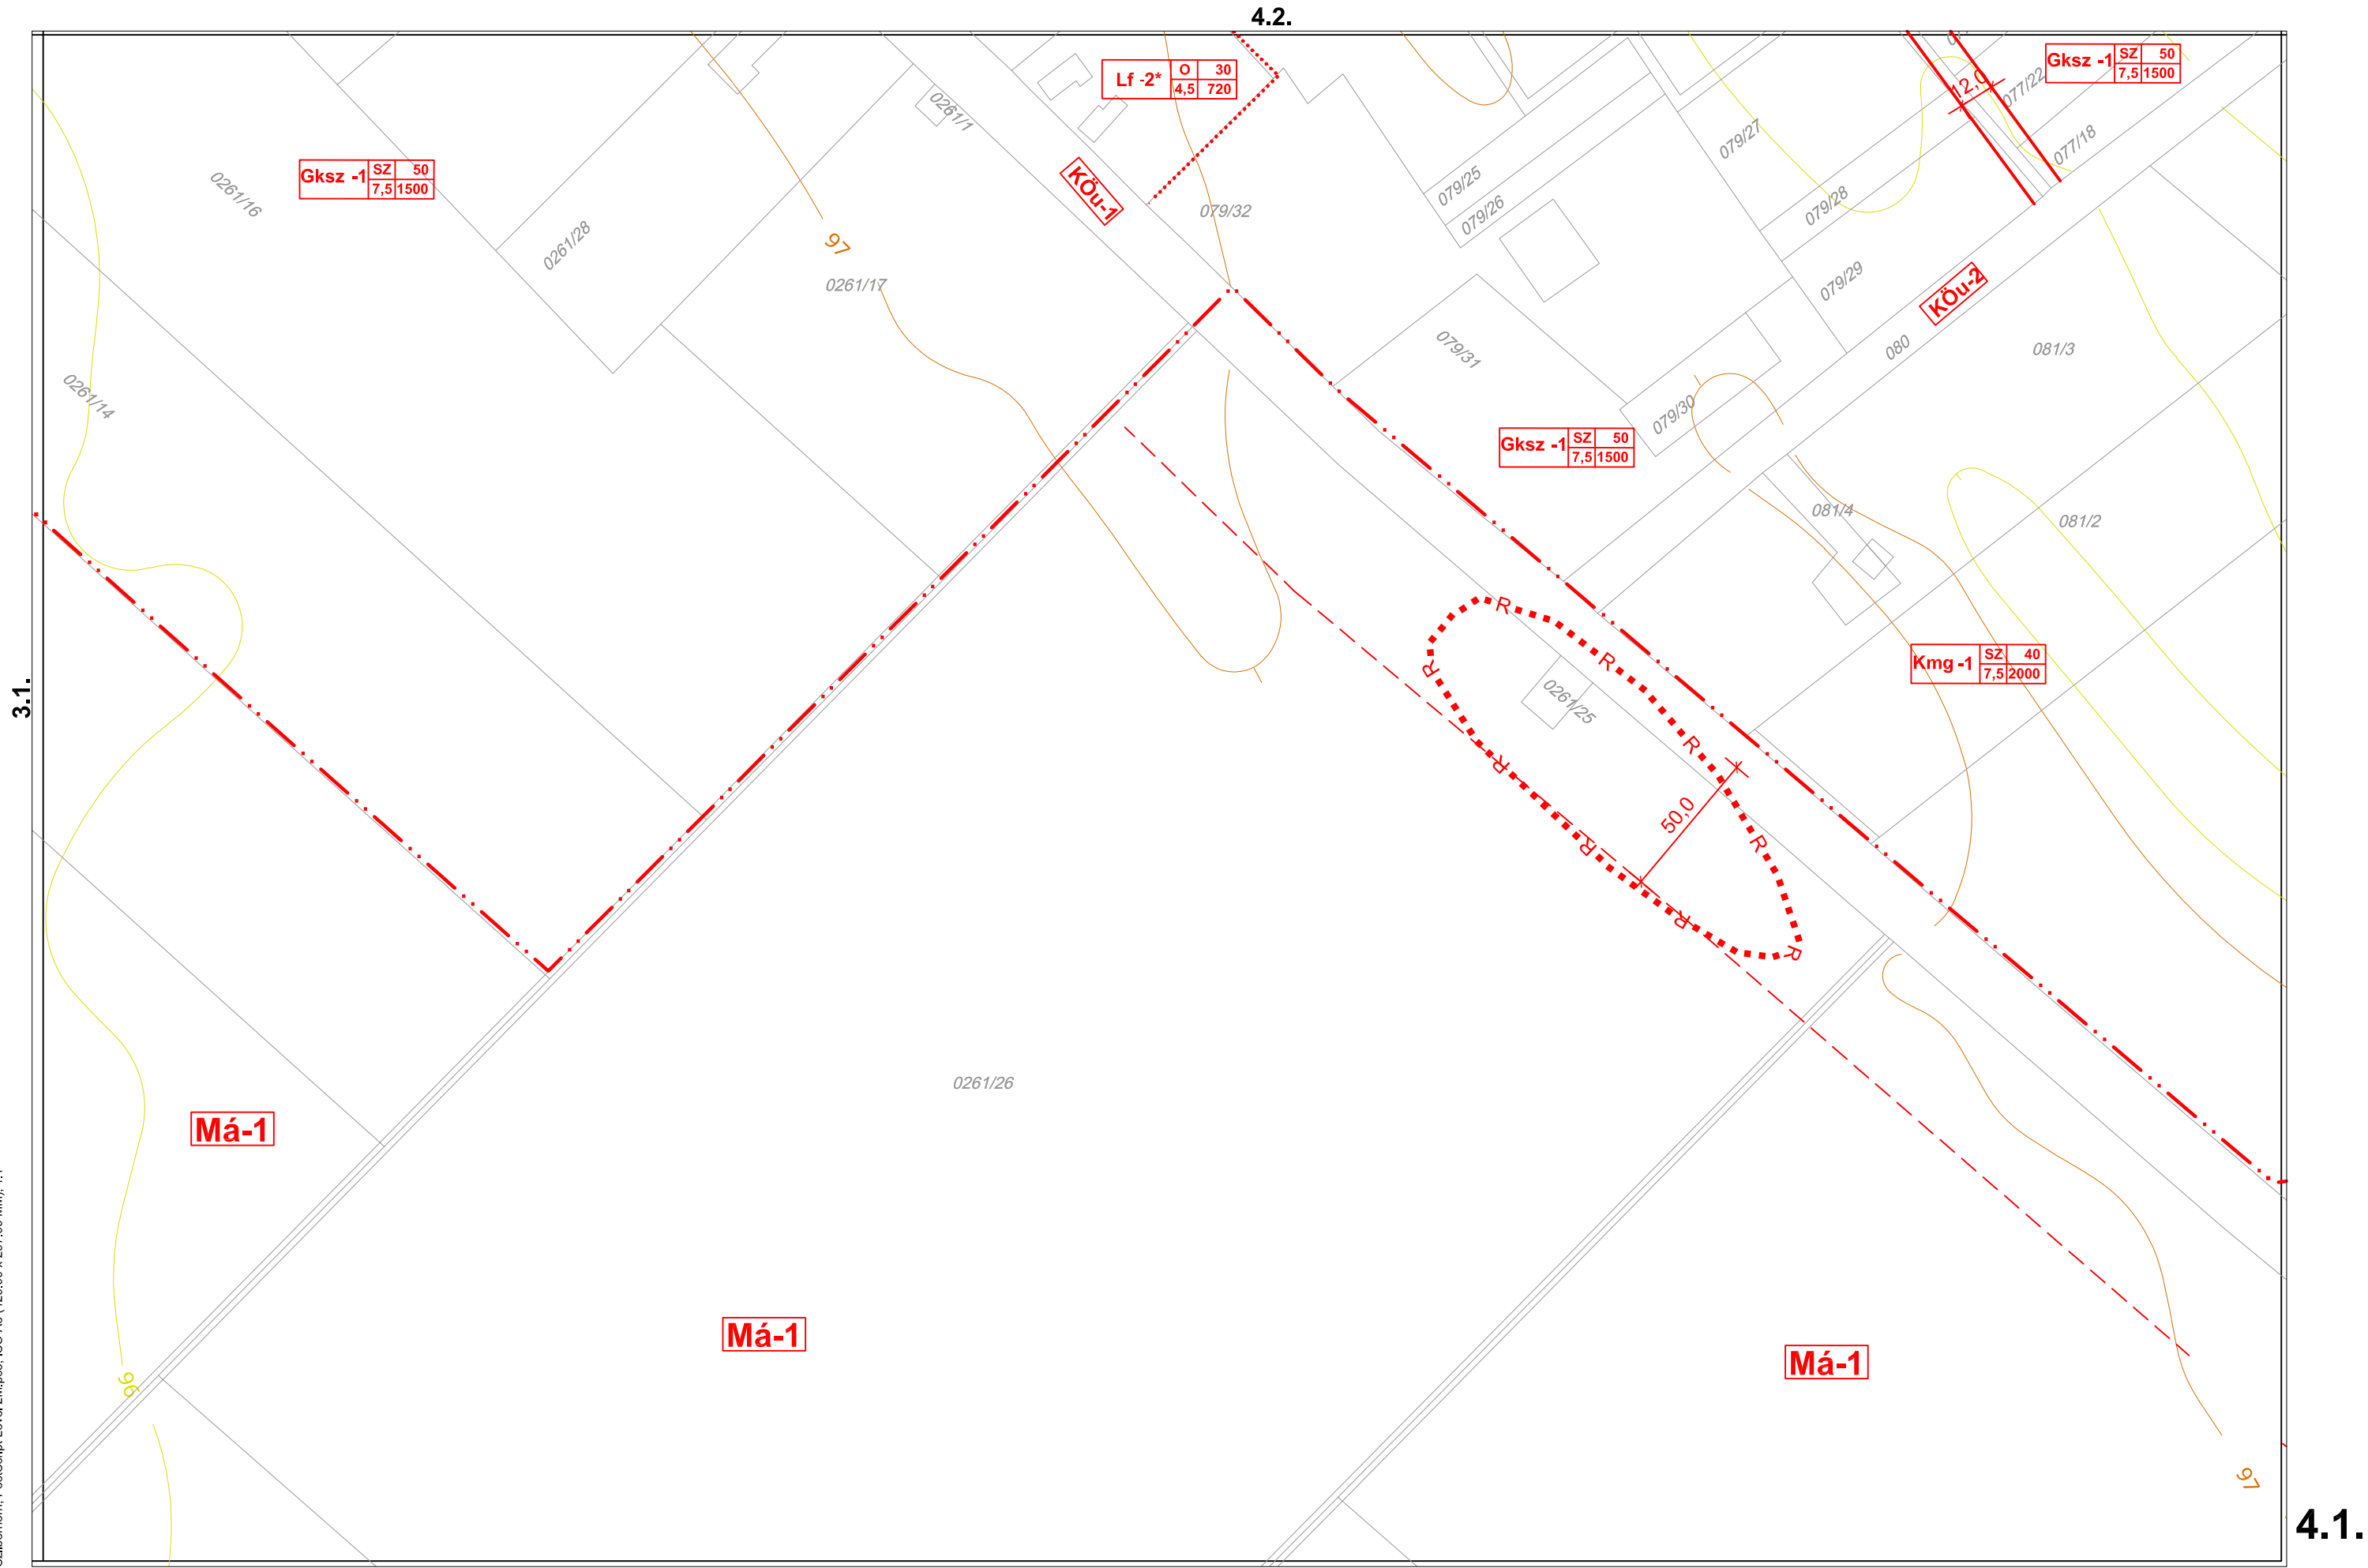 4.2.
Lf -2* O 30
4,5 720
Gksz -1 SZ 50
7,5 1500
12,0
077/22
077/18
0261/1
079/27
Gksz -1 SZ 50
7,5 1500
0261/16
KÖu-1
079/32
079/25
079/26
079/28
0261/28
97
0261/17
079/29
KÖu-2
079/31
080
081/3
0261/14
079/30
Gksz -1 SZ 50
7,5 1500
081/4
081/2
R
R
R
Kmg -1 SZ 40
7,5 2000
3.1.
0261/25
R
R
50,0
R
R
R
R
0261/26
Má-1
Má-1
Má-1
96
97
4.1.